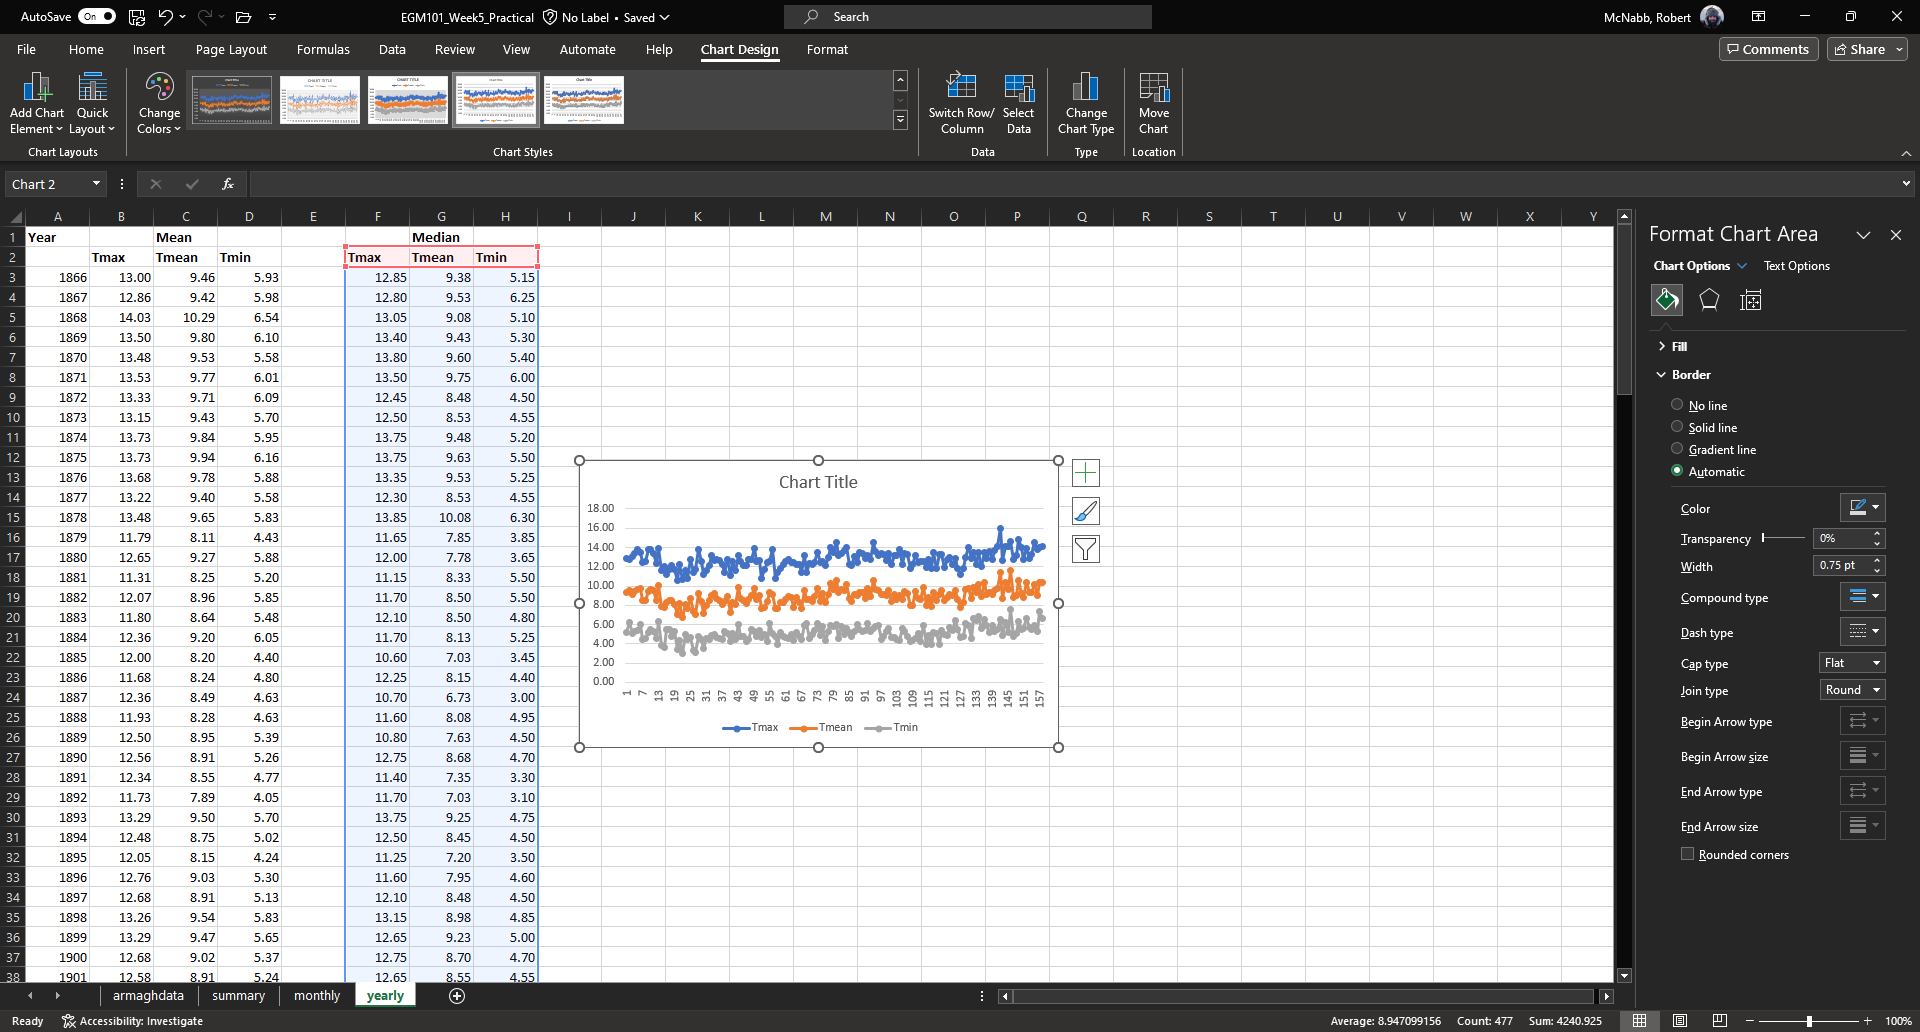 AutoSave On EGM101_Week5_Practical No Label • Saved Search McNabb, Robert
File Home Insert Page Layout Formulas Data Review View Automate Help Chart Design Format Comments Share
Add Chart Element Quick Layout Change Colors Switch Row/ Column Select Data Change Chart Type Move Chart
Chart Layouts Chart Styles Data Type Location
Chart 2 fx
A B C D E F G H I J K L M N O P Q R S T U V W X Y
1 Year Mean Median
2 Tmax Tmean Tmin Tmax Tmean Tmin
3 1866 13.00 9.46 5.93 12.85 9.38 5.15
4 1867 12.86 9.42 5.98 12.80 9.53 6.25
5 1868 14.03 10.29 6.54 13.05 9.08 5.10
6 1869 13.50 9.80 6.10 13.40 9.43 5.30
7 1870 13.48 9.53 5.58 13.80 9.60 5.40
8 1871 13.53 9.77 6.01 13.50 9.75 6.00
9 1872 13.33 9.71 6.09 12.45 8.48 4.50
10 1873 13.15 9.43 5.70 12.50 8.53 4.55
11 1874 13.73 9.84 5.95 13.75 9.48 5.20
12 1875 13.73 9.94 6.16 13.75 9.63 5.50
13 1876 13.68 9.78 5.88 13.35 9.53 5.25
14 1877 13.22 9.40 5.58 12.30 8.53 4.55
15 1878 13.48 9.65 5.83 13.85 10.08 6.30
16 1879 11.79 8.11 4.43 11.65 7.85 3.85
17 1880 12.65 9.27 5.88 12.00 7.78 3.65
18 1881 11.31 8.25 5.20 11.15 8.33 5.50
19 1882 12.07 8.96 5.85 11.70 8.50 5.50
20 1883 11.80 8.64 5.48 12.10 8.50 4.80
21 1884 12.36 9.20 6.05 11.70 8.13 5.25
22 1885 12.00 8.20 4.40 10.60 7.03 3.45
23 1886 11.68 8.24 4.80 12.25 8.15 4.40
24 1887 12.36 8.49 4.63 10.70 6.73 3.00
25 1888 11.93 8.28 4.63 11.60 8.08 4.95
26 1889 12.50 8.95 5.39 10.80 7.63 4.50
27 1890 12.56 8.91 5.26 12.75 8.68 4.70
28 1891 12.34 8.55 4.77 11.40 7.35 3.30
29 1892 11.73 7.89 4.05 11.70 7.03 3.10
30 1893 13.29 9.50 5.70 13.75 9.25 4.75
31 1894 12.48 8.75 5.02 12.50 8.45 4.50
32 1895 12.05 8.15 4.24 11.25 7.20 3.50
33 1896 12.76 9.03 5.30 11.60 7.95 4.60
34 1897 12.68 8.91 5.13 12.10 8.48 4.50
35 1898 13.26 9.54 5.83 13.15 8.98 4.85
36 1899 13.29 9.47 5.65 12.65 9.23 5.00
37 1900 12.68 9.02 5.37 12.75 8.70 4.70
38 1901 12.58 8.91 5.24 12.65 8.55 4.55
Chart Title
18.00
16.00
14.00
12.00
10.00
8.00
6.00
4.00
2.00
0.00
1 7 13 19 25 31 37 43 49 55 61 67 73 79 85 91 97 103 109 115 121 127 133 139 145 151 157
Tmax Tmean Tmin
Format Chart Area
Chart Options Text Options
Fill
Border
No line
Solid line
Gradient line
Automatic
Color
Transparency 0%
Width 0.75 pt
Compound type
Dash type
Cap type Flat
Join type Round
Begin Arrow type
Begin Arrow size
End Arrow type
End Arrow size
Rounded corners
armaghdata summary monthly yearly
Ready Accessibility: Investigate Average: 8.947099156 Count: 477 Sum: 4240.925 100%